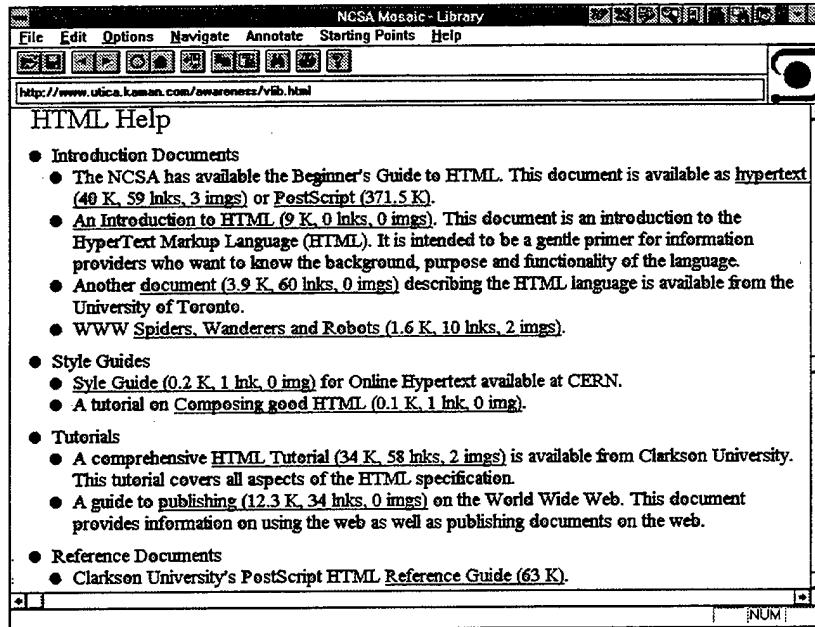 NCSA Mosaic - Library
File Edit Options Navigate Annotate Starting Points Help
http://www.utica.kaman.com/awareness/vlib.html
HTML Help
● Introduction Documents
● The NCSA has available the Beginner's Guide to HTML. This document is available as hypertext
(40 K, 59 lnks, 3 imgs) or PostScript (371.5 K).
● An Introduction to HTML (9 K, 0 lnks, 0 imgs). This document is an introduction to the
HyperText Markup Language (HTML). It is intended to be a gentle primer for information
providers who want to know the background, purpose and functionality of the language.
● Another document (3.9 K, 60 lnks, 0 imgs) describing the HTML language is available from the
University of Toronto.
● WWW Spiders, Wanderers and Robots (1.6 K, 10 lnks, 2 imgs).
● Style Guides
● Syle Guide (0.2 K, 1 lnk, 0 img) for Online Hypertext available at CERN.
● A tutorial on Composing good HTML (0.1 K, 1 lnk, 0 img).
● Tutorials
● A comprehensive HTML Tutorial (34 K, 58 lnks, 2 imgs) is available from Clarkson University.
This tutorial covers all aspects of the HTML specification.
● A guide to publishing (12.3 K, 34 lnks, 0 imgs) on the World Wide Web. This document
provides information on using the web as well as publishing documents on the web.
● Reference Documents
● Clarkson University's PostScript HTML Reference Guide (63 K).
NUM